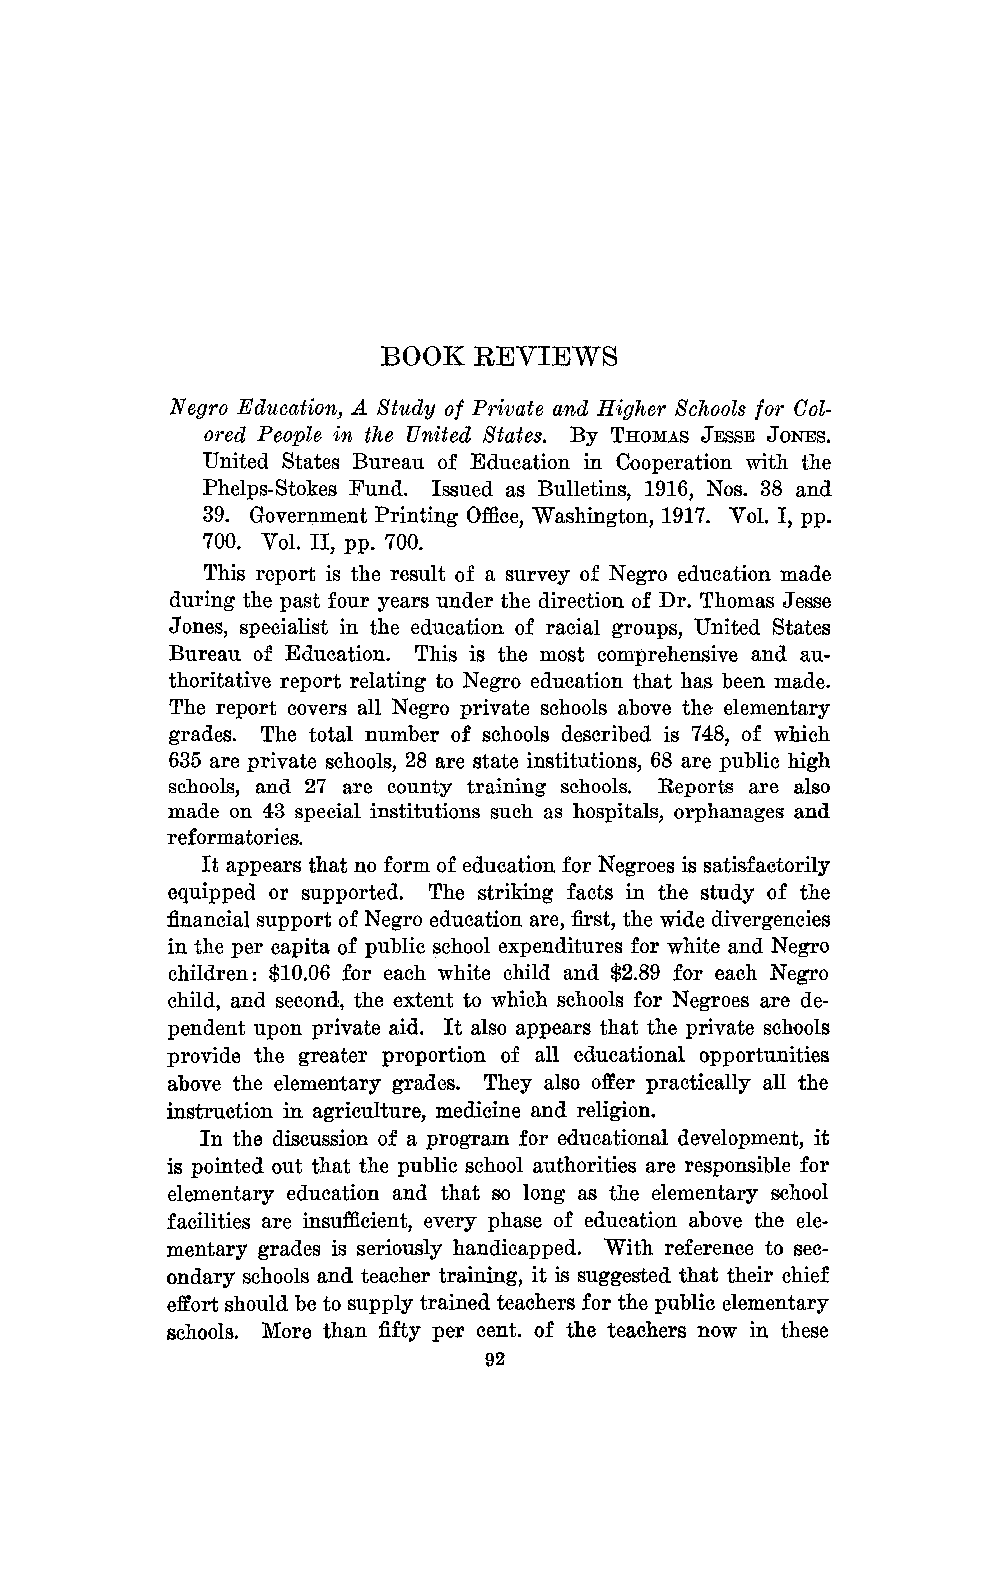 BOOK REVIEWS
Negro Education, A Study of Private and Higher Schools for Col-
ored People in the United States. By THOMAS JESSE JONES.
United States Bureau of Education in Cooperation with the
Phelps-Stokes Fund. Issued as Bulletins, 1916, Nos. 38 and
39. Government Printing Office, Washington, 1917. Vol. I, pp.
700. Vol. II, pp. 700.
This report is the result of a survey of Negro education made
during the past four years under the direction of Dr. Thomas Jesse
Jones, specialist in the education of racial groups, United States
Bureau of Education. This is the most comprehensive and au-
thoritative report relating to Negro education that has been made.
The report covers all Negro private schools above the elementary
grades. The total number of schools described is 748, of which
635 are private schools, 28 are state institutions, 68 are public high
schools, and 27 are county training schools. Reports are also
made on 43 special institutions such as hospitals, orphanages and
reformatories.
It appears that no form of education for Negroes is satisfactorily
equipped or supported. The striking facts in the study of the
financial support of Negro education are, first, the wide divergencies
in the per capita of public school expenditures for white and Negro
children: $10.06 for each white child and $2.89 for each Negro
child, and second, the extent to which schools for Negroes are de-
pendent upon private aid. It also appears that the private schools
provide the greater proportion of all educational opportunities
above the elementary grades. They also offer practically all the
instruction in agriculture, medicine and religion.
In the discussion of a program for educational development, it
is pointed out that the public school authorities are responsible for
elementary education and that so long as the elementary school
facilities are insufficient, every phase of education above the ele-
mentary grades is seriously handicapped. With reference to sec-
ondary schools and teacher training, it is suggested that their chief
effort should be to supply trained teachers for the public elementary
schools. More than fifty per cent. of the teachers now in these
92